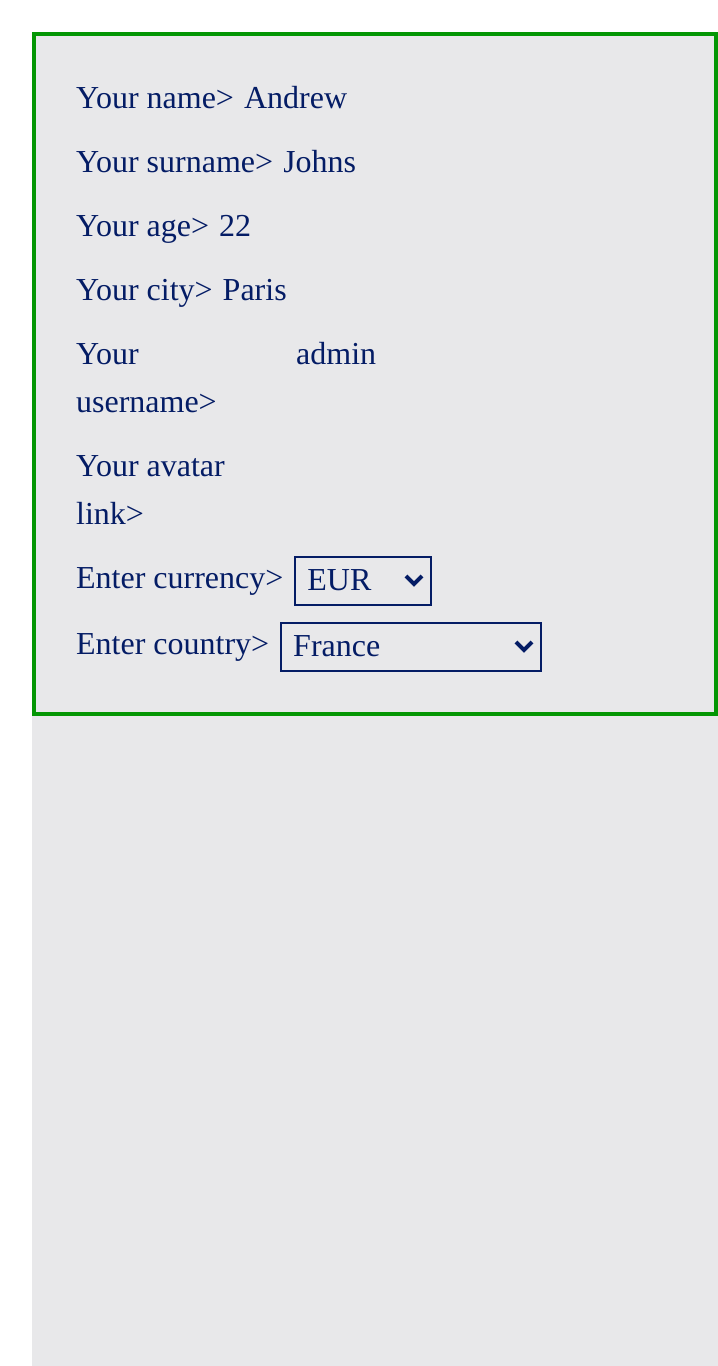 Your name> Andrew
Your surname> Johns
Your age> 22
Your city> Paris
Your admin
username>
Your avatar
link>
Enter currency> EUR
Enter country> France